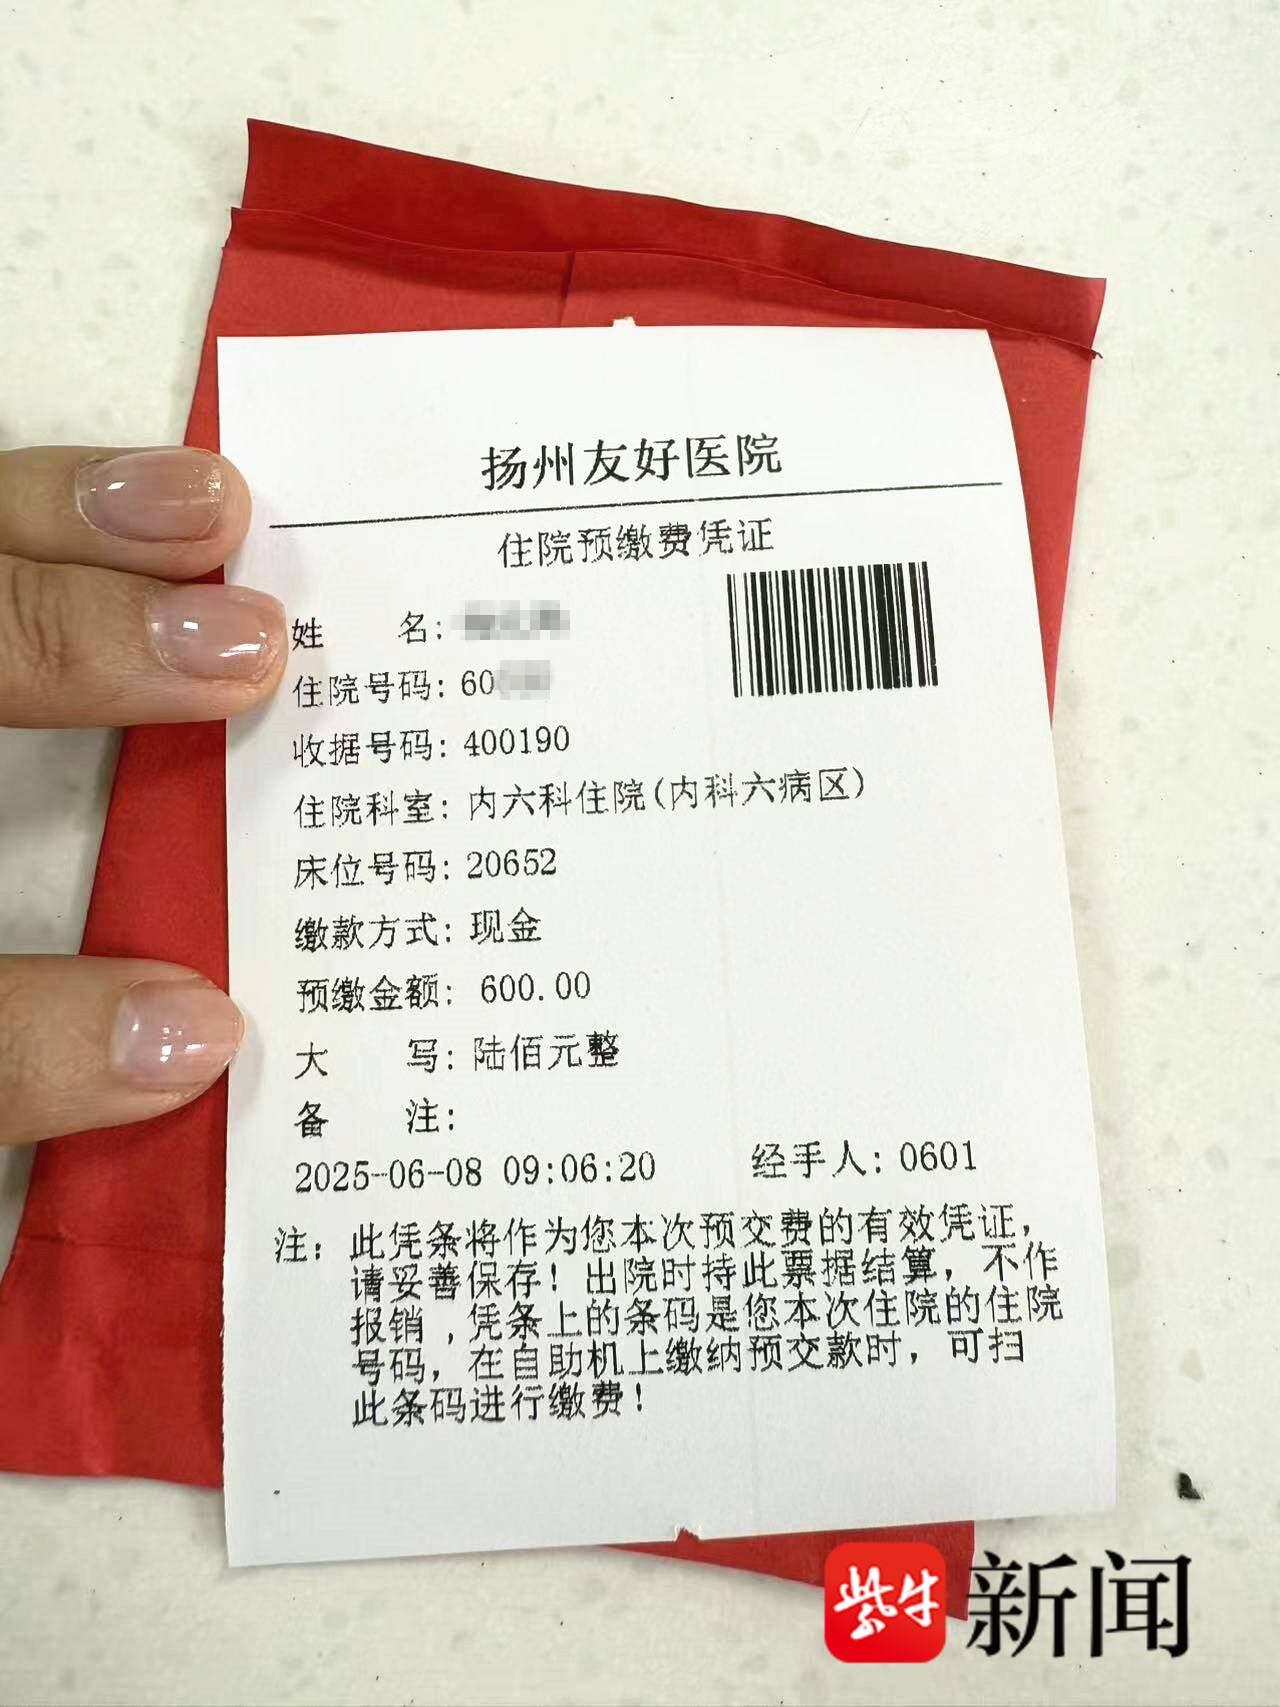 扬州友好医院
住院预缴费凭证
姓 名:
住院号码: 60
收据号码: 400190
住院科室: 内六科住院(内科六病区)
床位号码: 20652
缴款方式: 现金
预缴金额: 600.00
大 写: 陆佰元整
备 注:
2025-06-08 09:06:20 经手人: 0601
注: 此凭条将作为您本次预交费的有效凭证,
请妥善保存! 出院时持此票据结算, 不作
报销,凭条上的条码是您本次住院的住院
号码, 在自助机上缴纳预交款时, 可扫
此条码进行缴费!
紫牛新闻